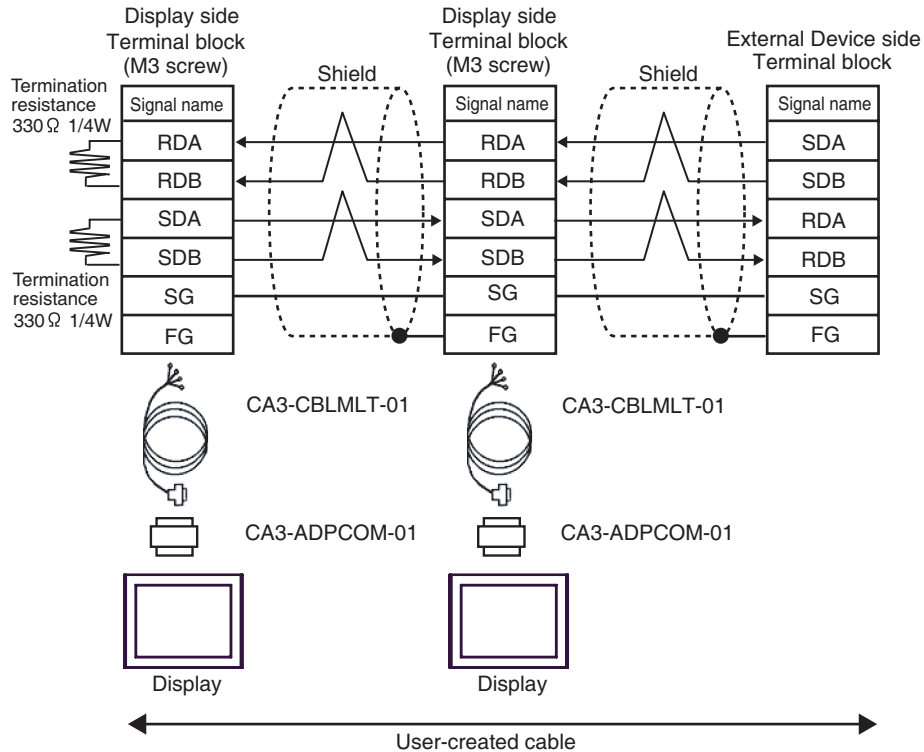 Display side
Terminal block
(M3 screw)
Display side
Terminal block
(M3 screw)
External Device side
Terminal block
Shield
Shield
Termination
resistance
330Ω 1/4W
Signal name
RDA
RDB
SDA
SDB
SG
FG
Signal name
RDA
RDB
SDA
SDB
SG
FG
Signal name
SDA
SDB
RDA
RDB
SG
FG
Termination
resistance
330Ω 1/4W
CA3-CBLMLT-01
CA3-CBLMLT-01
CA3-ADPCOM-01
CA3-ADPCOM-01
Display
Display
User-created cable